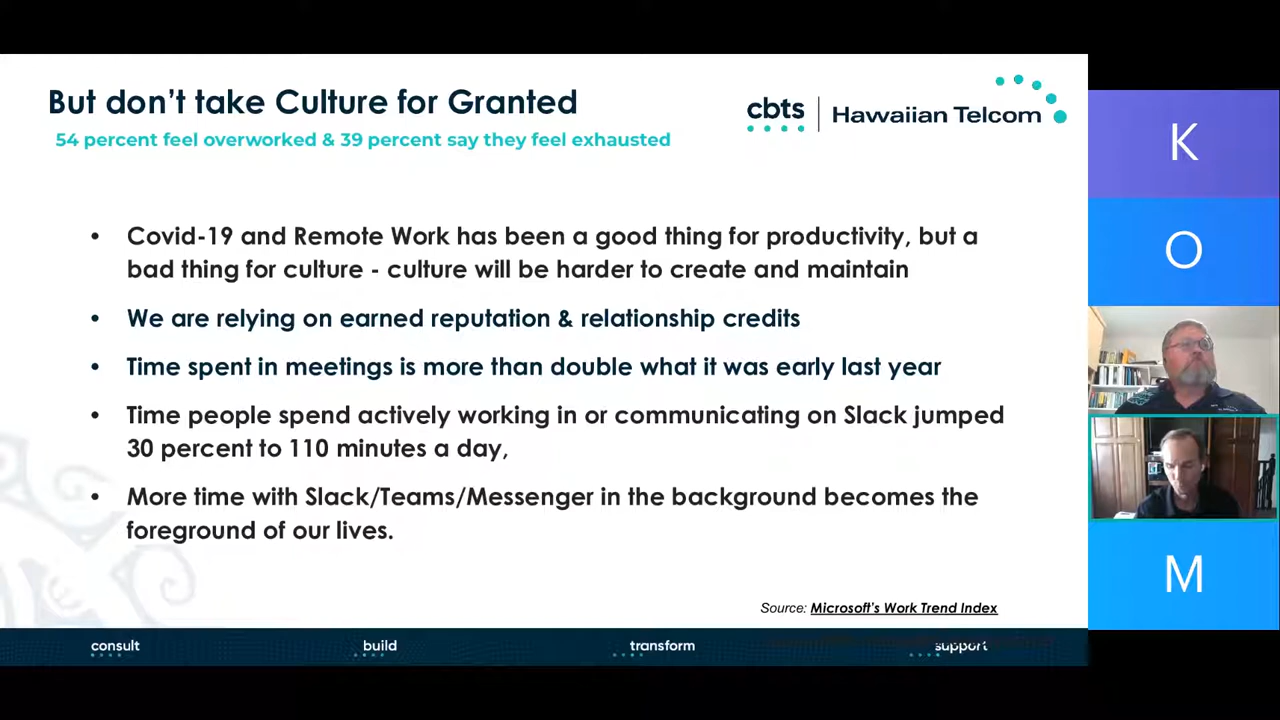 But don't take Culture for Granted
54 percent feel overworked & 39 percent say they feel exhausted
cbts
Hawaiian Telcom
• Covid-19 and Remote Work has been a good thing for productivity, but a
bad thing for culture - culture will be harder to create and maintain
• We are relying on earned reputation & relationship credits
• Time spent in meetings is more than double what it was early last year
• Time people spend actively working in or communicating on Slack jumped
30 percent to 110 minutes a day,
• More time with Slack/Teams/Messenger in the background becomes the
foreground of our lives.
Source: Microsoft's Work Trend Index
consult build transform support
K
O
M